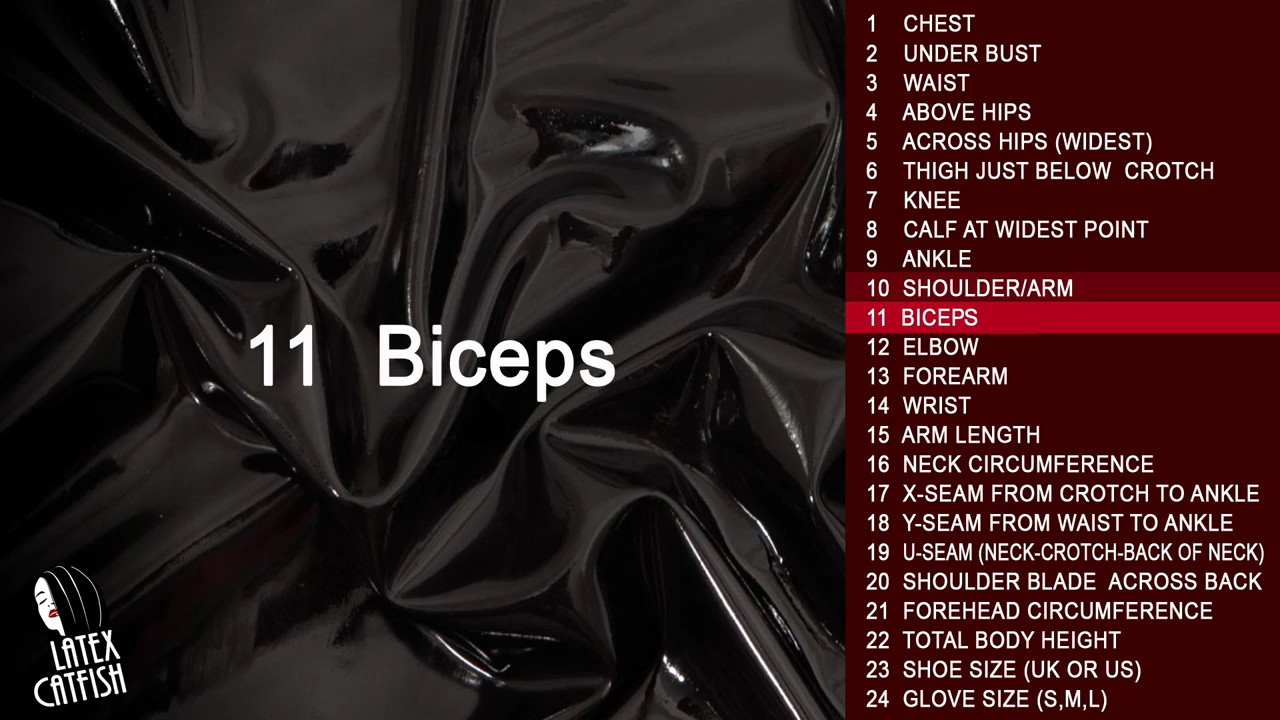 11 Biceps
LATEX
CATFISH
1 CHEST
2 UNDER BUST
3 WAIST
4 ABOVE HIPS
5 ACROSS HIPS (WIDEST)
6 THIGH JUST BELOW CROTCH
7 KNEE
8 CALF AT WIDEST POINT
9 ANKLE
10 SHOULDER/ARM
11 BICEPS
12 ELBOW
13 FOREARM
14 WRIST
15 ARM LENGTH
16 NECK CIRCUMFERENCE
17 X-SEAM FROM CROTCH TO ANKLE
18 Y-SEAM FROM WAIST TO ANKLE
19 U-SEAM (NECK-CROTCH-BACK OF NECK)
20 SHOULDER BLADE ACROSS BACK
21 FOREHEAD CIRCUMFERENCE
22 TOTAL BODY HEIGHT
23 SHOE SIZE (UK OR US)
24 GLOVE SIZE (S,M,L)